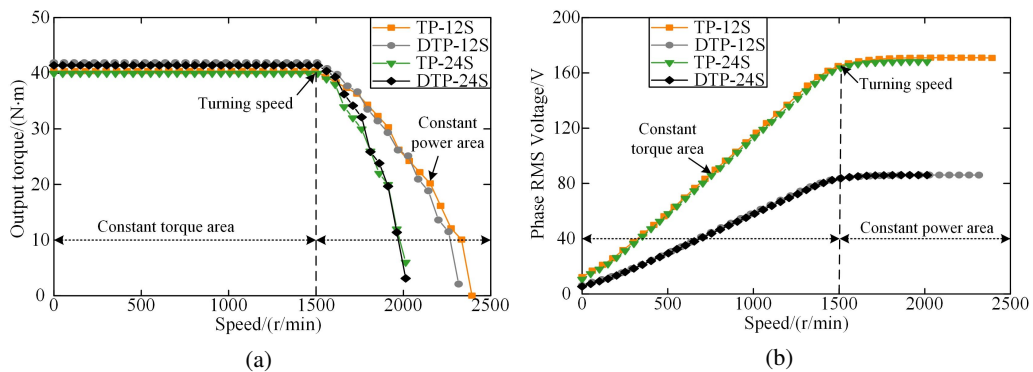 (a)
TP-12S
DTP-12S
TP-24S
DTP-24S
Turning speed
Constant
power area
Constant torque area
Output torque/(N·m)
50
40
30
20
10
0
0
500
1000
1500
2000
2500
Speed/(r/min)
(a)
(b)
TP-12S
DTP-12S
TP-24S
DTP-24S
Turning speed
Constant
torque area
Constant power area
Phase RMS Voltage/V
200
160
120
80
40
0
0
500
1000
1500
2000
2500
Speed/(r/min)
(b)